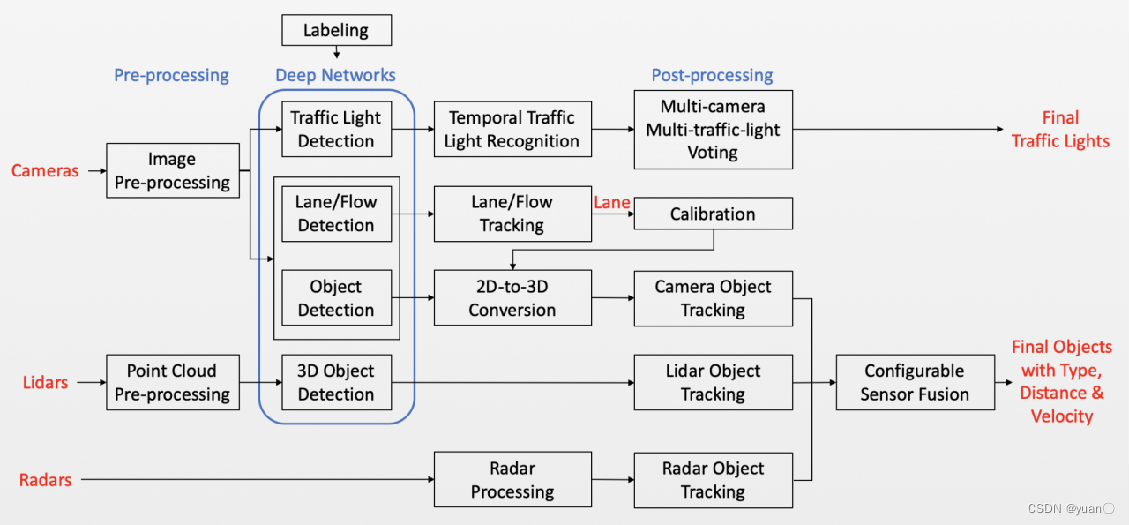 Labeling
Pre-processing
Deep Networks
Post-processing
Traffic Light
Detection
Temporal Traffic
Light Recognition
Multi-camera
Multi-traffic-light
Voting
Final
Traffic Lights
Cameras
Image
Pre-processing
Lane/Flow
Detection
Lane/Flow
Tracking
Lane
Calibration
Object
Detection
2D-to-3D
Conversion
Camera Object
Tracking
Lidars
Point Cloud
Pre-processing
3D Object
Detection
Lidar Object
Tracking
Configurable
Sensor Fusion
Final Objects
with Type,
Distance &
Velocity
Radars
Radar
Processing
Radar Object
Tracking
CSDN @yuan〇